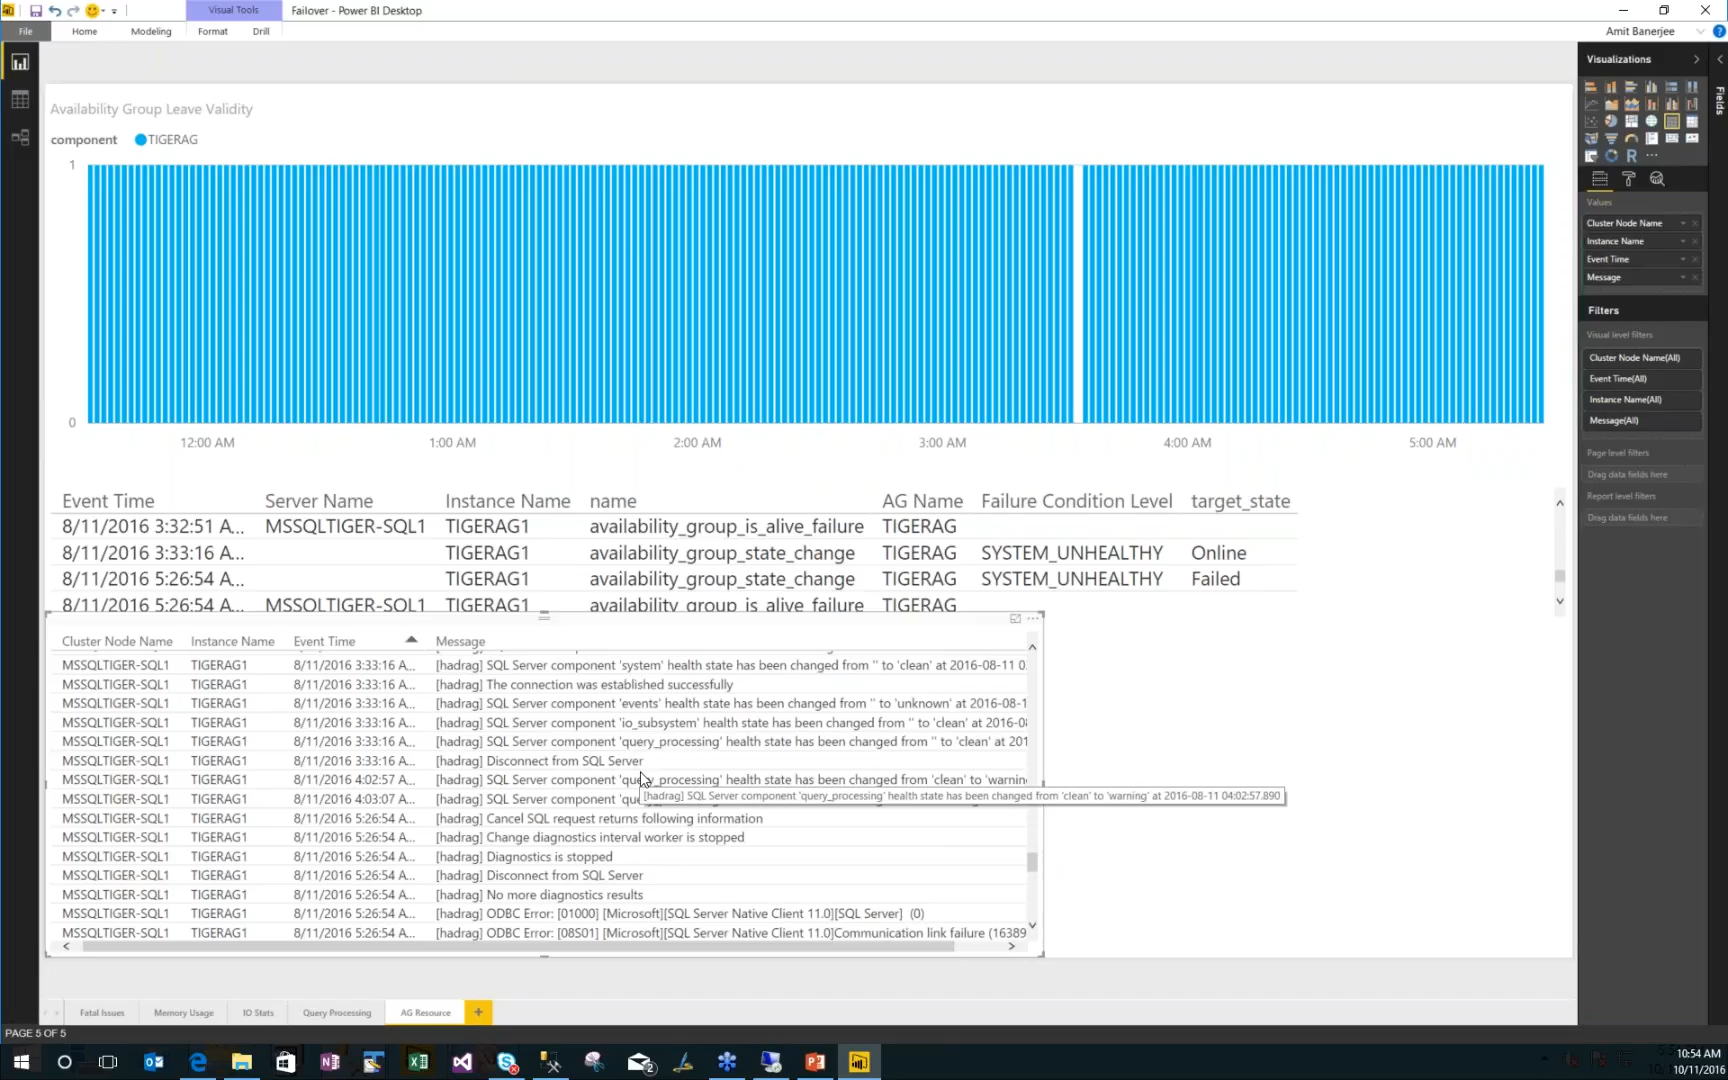 Visual Tools
Failover - Power BI Desktop
File Home Modeling Format Drill
Amit Banerjee
Visualizations
Fields
Availability Group Leave Validity
component TIGERAG
1
0
12:00 AM 1:00 AM 2:00 AM 3:00 AM 4:00 AM 5:00 AM
Event Time Server Name Instance Name name AG Name Failure Condition Level target_state
8/11/2016 3:32:51 A... MSSQLTIGER-SQL1 TIGERAG1 availability_group_is_alive_failure TIGERAG
8/11/2016 3:33:16 A... TIGERAG1 availability_group_state_change TIGERAG SYSTEM_UNHEALTHY Online
8/11/2016 5:26:54 A... TIGERAG1 availability_group_state_change TIGERAG SYSTEM_UNHEALTHY Failed
8/11/2016 5:26:54 A... MSSQLTIGER-SQL1 TIGERAG1 availability_group_is_alive_failure TIGERAG
Cluster Node Name Instance Name Event Time Message
MSSQLTIGER-SQL1 TIGERAG1 8/11/2016 3:33:16 A... [hadrag] SQL Server component 'system' health state has been changed from '' to 'clean' at 2016-08-11 0
MSSQLTIGER-SQL1 TIGERAG1 8/11/2016 3:33:16 A... [hadrag] The connection was established successfully
MSSQLTIGER-SQL1 TIGERAG1 8/11/2016 3:33:16 A... [hadrag] SQL Server component 'events' health state has been changed from '' to 'unknown' at 2016-08-1
MSSQLTIGER-SQL1 TIGERAG1 8/11/2016 3:33:16 A... [hadrag] SQL Server component 'io_subsystem' health state has been changed from '' to 'clean' at 2016-08
MSSQLTIGER-SQL1 TIGERAG1 8/11/2016 3:33:16 A... [hadrag] SQL Server component 'query_processing' health state has been changed from '' to 'clean' at 201
MSSQLTIGER-SQL1 TIGERAG1 8/11/2016 3:33:16 A... [hadrag] Disconnect from SQL Server
MSSQLTIGER-SQL1 TIGERAG1 8/11/2016 4:02:57 A... [hadrag] SQL Server component 'query_processing' health state has been changed from 'clean' to 'warnin
MSSQLTIGER-SQL1 TIGERAG1 8/11/2016 4:03:07 A... [hadrag] SQL Server component 'que
[hadrag] SQL Server component 'query_processing' health state has been changed from 'clean' to 'warning' at 2016-08-11 04:02:57.890
MSSQLTIGER-SQL1 TIGERAG1 8/11/2016 5:26:54 A... [hadrag] Cancel SQL request returns following information
MSSQLTIGER-SQL1 TIGERAG1 8/11/2016 5:26:54 A... [hadrag] Change diagnostics interval worker is stopped
MSSQLTIGER-SQL1 TIGERAG1 8/11/2016 5:26:54 A... [hadrag] Diagnostics is stopped
MSSQLTIGER-SQL1 TIGERAG1 8/11/2016 5:26:54 A... [hadrag] Disconnect from SQL Server
MSSQLTIGER-SQL1 TIGERAG1 8/11/2016 5:26:54 A... [hadrag] No more diagnostics results
MSSQLTIGER-SQL1 TIGERAG1 8/11/2016 5:26:54 A... [hadrag] ODBC Error: [01000] [Microsoft][SQL Server Native Client 11.0][SQL Server] (0)
MSSQLTIGER-SQL1 TIGERAG1 8/11/2016 5:26:54 A... [hadrag] ODBC Error: [08S01] [Microsoft][SQL Server Native Client 11.0]Communication link failure (16389
Values
Cluster Node Name
Instance Name
Event Time
Message
Filters
Visual level filters
Cluster Node Name(All)
Event Time(All)
Instance Name(All)
Message(All)
Page level filters
Drag data fields here
Report level filters
Drag data fields here
Fatal Issues Memory Usage IO Stats Query Processing AG Resource +
PAGE 5 OF 5
10:54 AM
10/11/2016